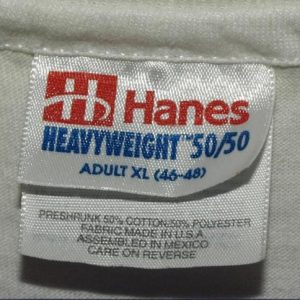 Hanes
HEAVYWEIGHT™50/50
ADULT XL (46-48)
PRESHRUNK 50% COTTON 50% POLYESTER
FABRIC MADE IN U.S.A
ASSEMBLED IN MEXICO
CARE ON REVERSE